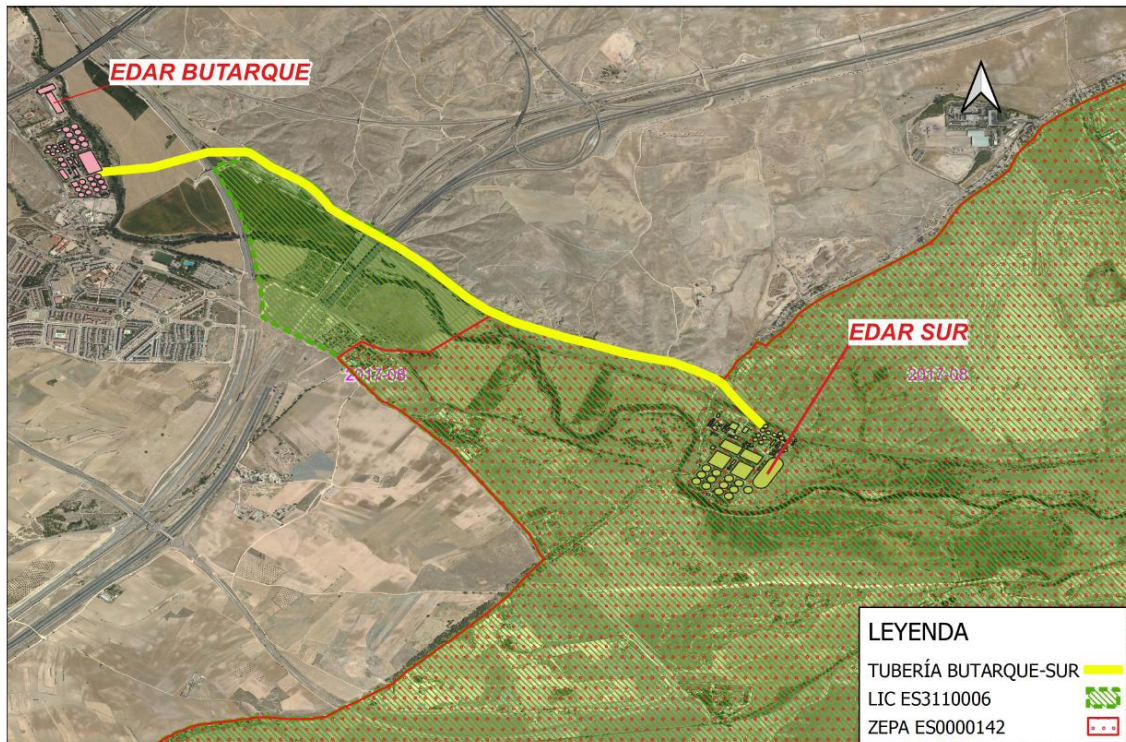 EDAR BUTARQUE
EDAR SUR
2017-08
2017-08
LEYENDA
TUBERÍA BUTARQUE-SUR
LIC ES3110006
ZEPA ES0000142